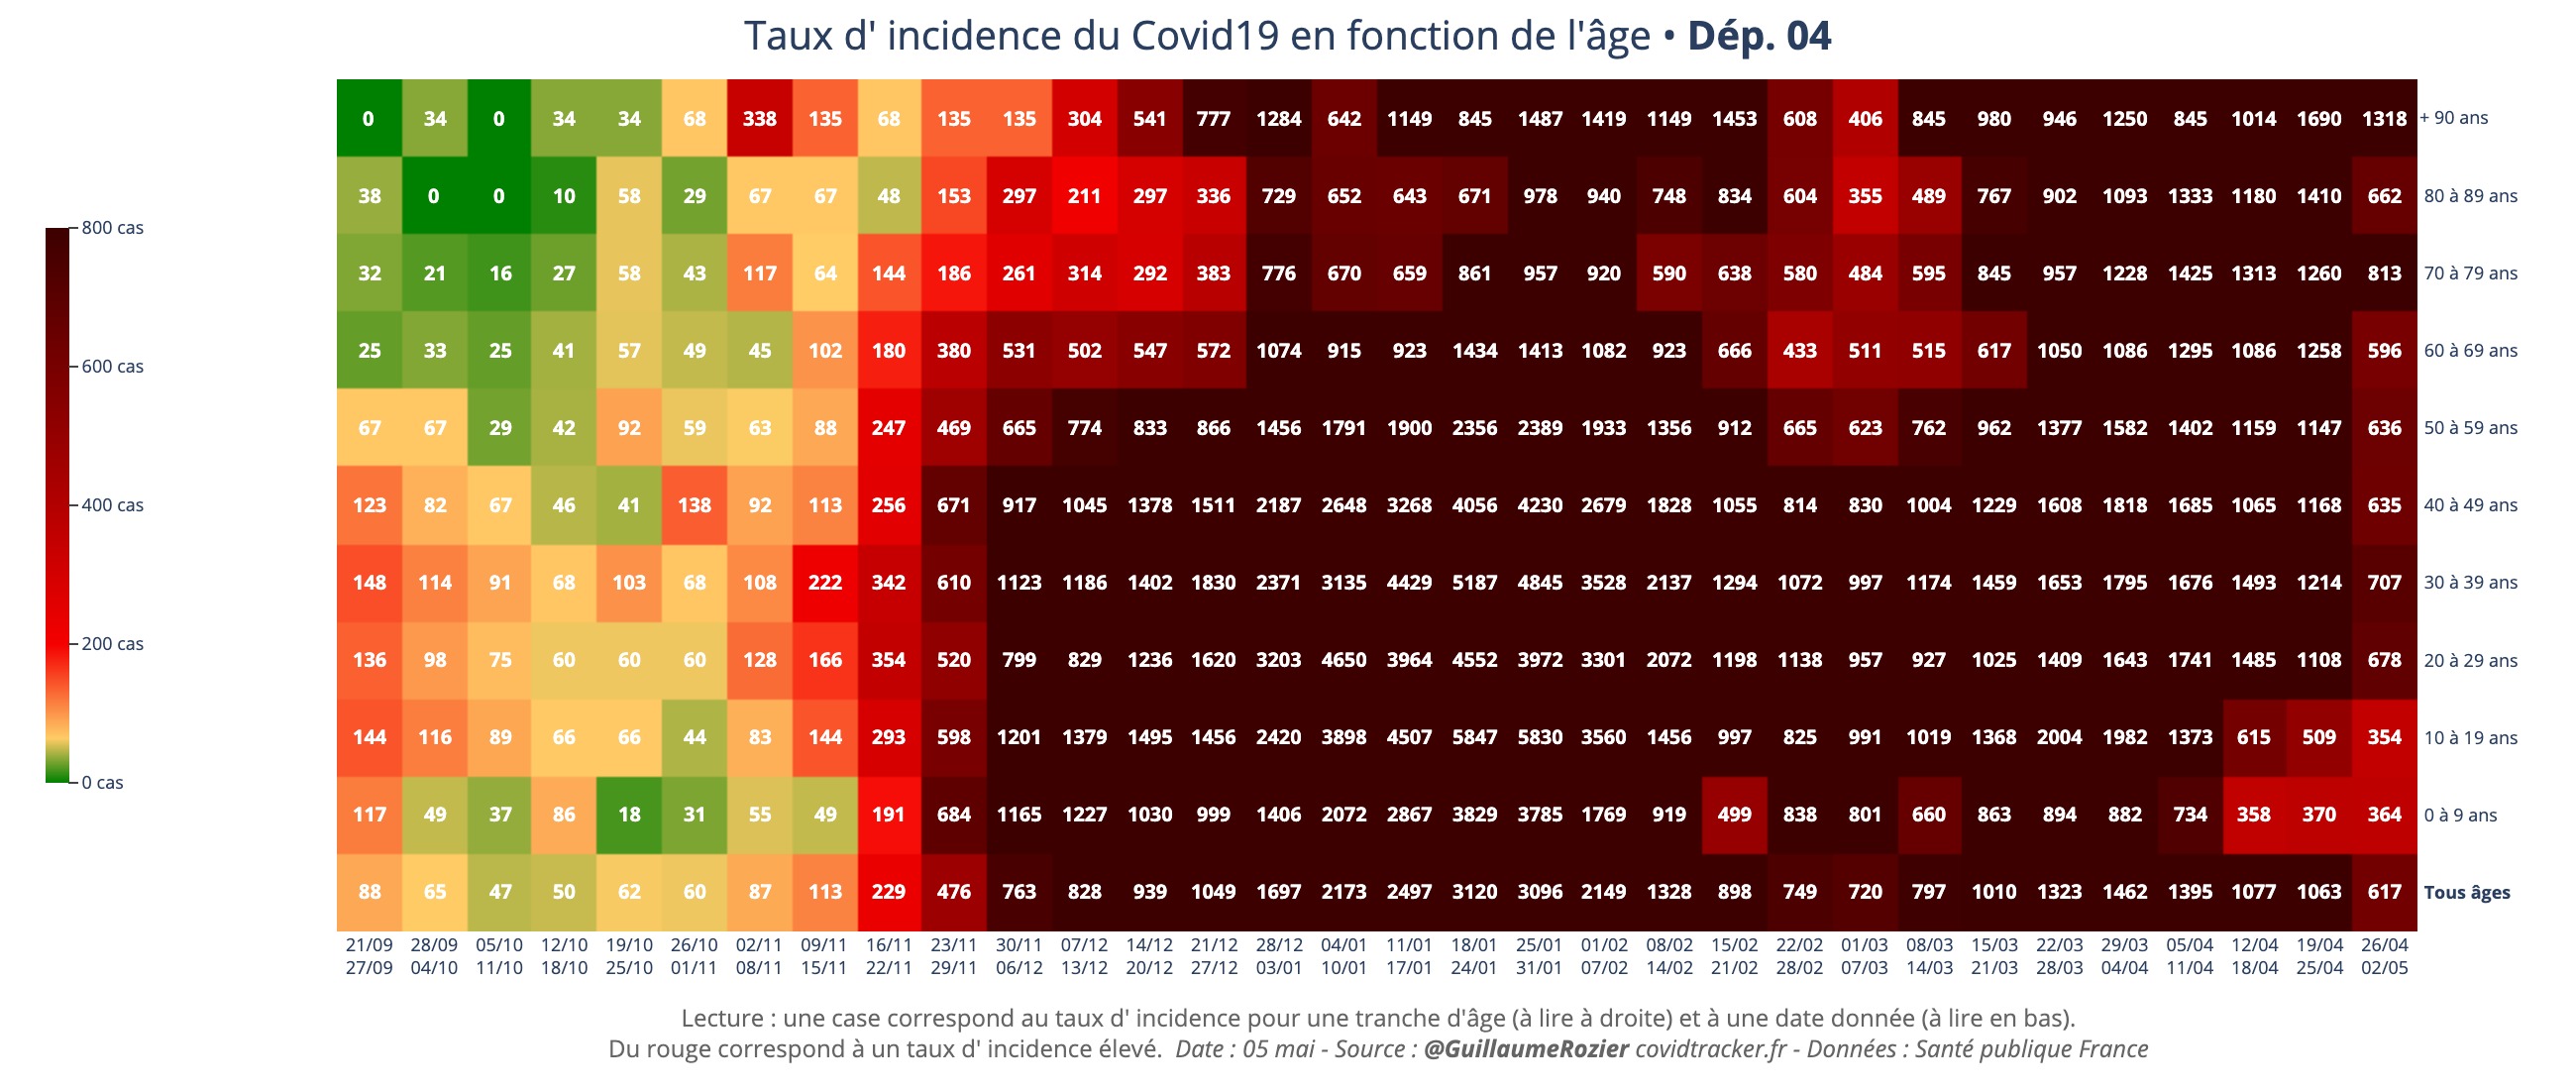 Taux d' incidence du Covid19 en fonction de l'âge • Dép. 04
800 cas
600 cas
400 cas
200 cas
0 cas
0 34 0 34 34 68 338 135 68 135 135 304 541 777 1284 642 1149 845 1487 1419 1149 1453 608 406 845 980 946 1250 845 1014 1690 1318 + 90 ans
38 0 0 10 58 29 67 67 48 153 297 211 297 336 729 652 643 671 978 940 748 834 604 355 489 767 902 1093 1333 1180 1410 662 80 à 89 ans
32 21 16 27 58 43 117 64 144 186 261 314 292 383 776 670 659 861 957 920 590 638 580 484 595 845 957 1228 1425 1313 1260 813 70 à 79 ans
25 33 25 41 57 49 45 102 180 380 531 502 547 572 1074 915 923 1434 1413 1082 923 666 433 511 515 617 1050 1086 1295 1086 1258 596 60 à 69 ans
67 67 29 42 92 59 63 88 247 469 665 774 833 866 1456 1791 1900 2356 2389 1933 1356 912 665 623 762 962 1377 1582 1402 1159 1147 636 50 à 59 ans
123 82 67 46 41 138 92 113 256 671 917 1045 1378 1511 2187 2648 3268 4056 4230 2679 1828 1055 814 830 1004 1229 1608 1818 1685 1065 1168 635 40 à 49 ans
148 114 91 68 103 68 108 222 342 610 1123 1186 1402 1830 2371 3135 4429 5187 4845 3528 2137 1294 1072 997 1174 1459 1653 1795 1676 1493 1214 707 30 à 39 ans
136 98 75 60 60 60 128 166 354 520 799 829 1236 1620 3203 4650 3964 4552 3972 3301 2072 1198 1138 957 927 1025 1409 1643 1741 1485 1108 678 20 à 29 ans
144 116 89 66 66 44 83 144 293 598 1201 1379 1495 1456 2420 3898 4507 5847 5830 3560 1456 997 825 991 1019 1368 2004 1982 1373 615 509 354 10 à 19 ans
117 49 37 86 18 31 55 49 191 684 1165 1227 1030 999 1406 2072 2867 3829 3785 1769 919 499 838 801 660 863 894 882 734 358 370 364 0 à 9 ans
88 65 47 50 62 60 87 113 229 476 763 828 939 1049 1697 2173 2497 3120 3096 2149 1328 898 749 720 797 1010 1323 1462 1395 1077 1063 617 Tous âges
21/09 28/09 05/10 12/10 19/10 26/10 02/11 09/11 16/11 23/11 30/11 07/12 14/12 21/12 28/12 04/01 11/01 18/01 25/01 01/02 08/02 15/02 22/02 01/03 08/03 15/03 22/03 29/03 05/04 12/04 19/04 26/04
27/09 04/10 11/10 18/10 25/10 01/11 08/11 15/11 22/11 29/11 06/12 13/12 20/12 27/12 03/01 10/01 17/01 24/01 31/01 07/02 14/02 21/02 28/02 07/03 14/03 21/03 28/03 04/04 11/04 18/04 25/04 02/05
Lecture : une case correspond au taux d' incidence pour une tranche d'âge (à lire à droite) et à une date donnée (à lire en bas).
Du rouge correspond à un taux d' incidence élevé. Date : 05 mai - Source : @GuillaumeRozier covidtracker.fr - Données : Santé publique France